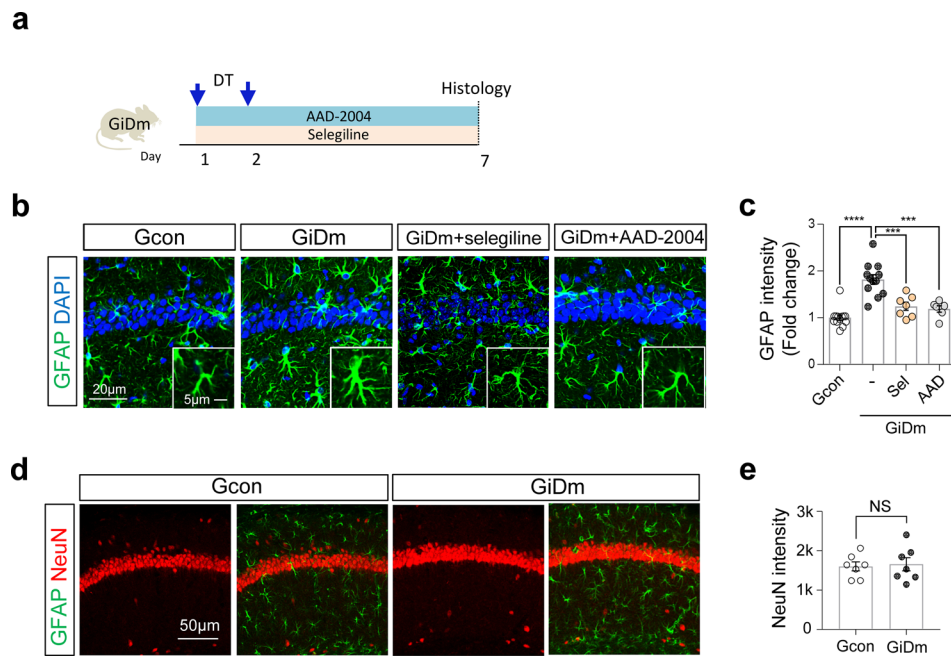 a
DT
Histology
GiDm
AAD-2004
Selegiline
Day
1
2
7
b
Gcon
GiDm
GiDm+selegiline
GiDm+AAD-2004
GFAP DAPI
20μm
5μm
c
GFAP intensity
(Fold change)
3
2
1
0
****
***
***
Gcon
-
Sel
AAD
GiDm
d
Gcon
GiDm
GFAP NeuN
50μm
e
NeuN intensity
3k
2k
1k
0
NS
Gcon
GiDm